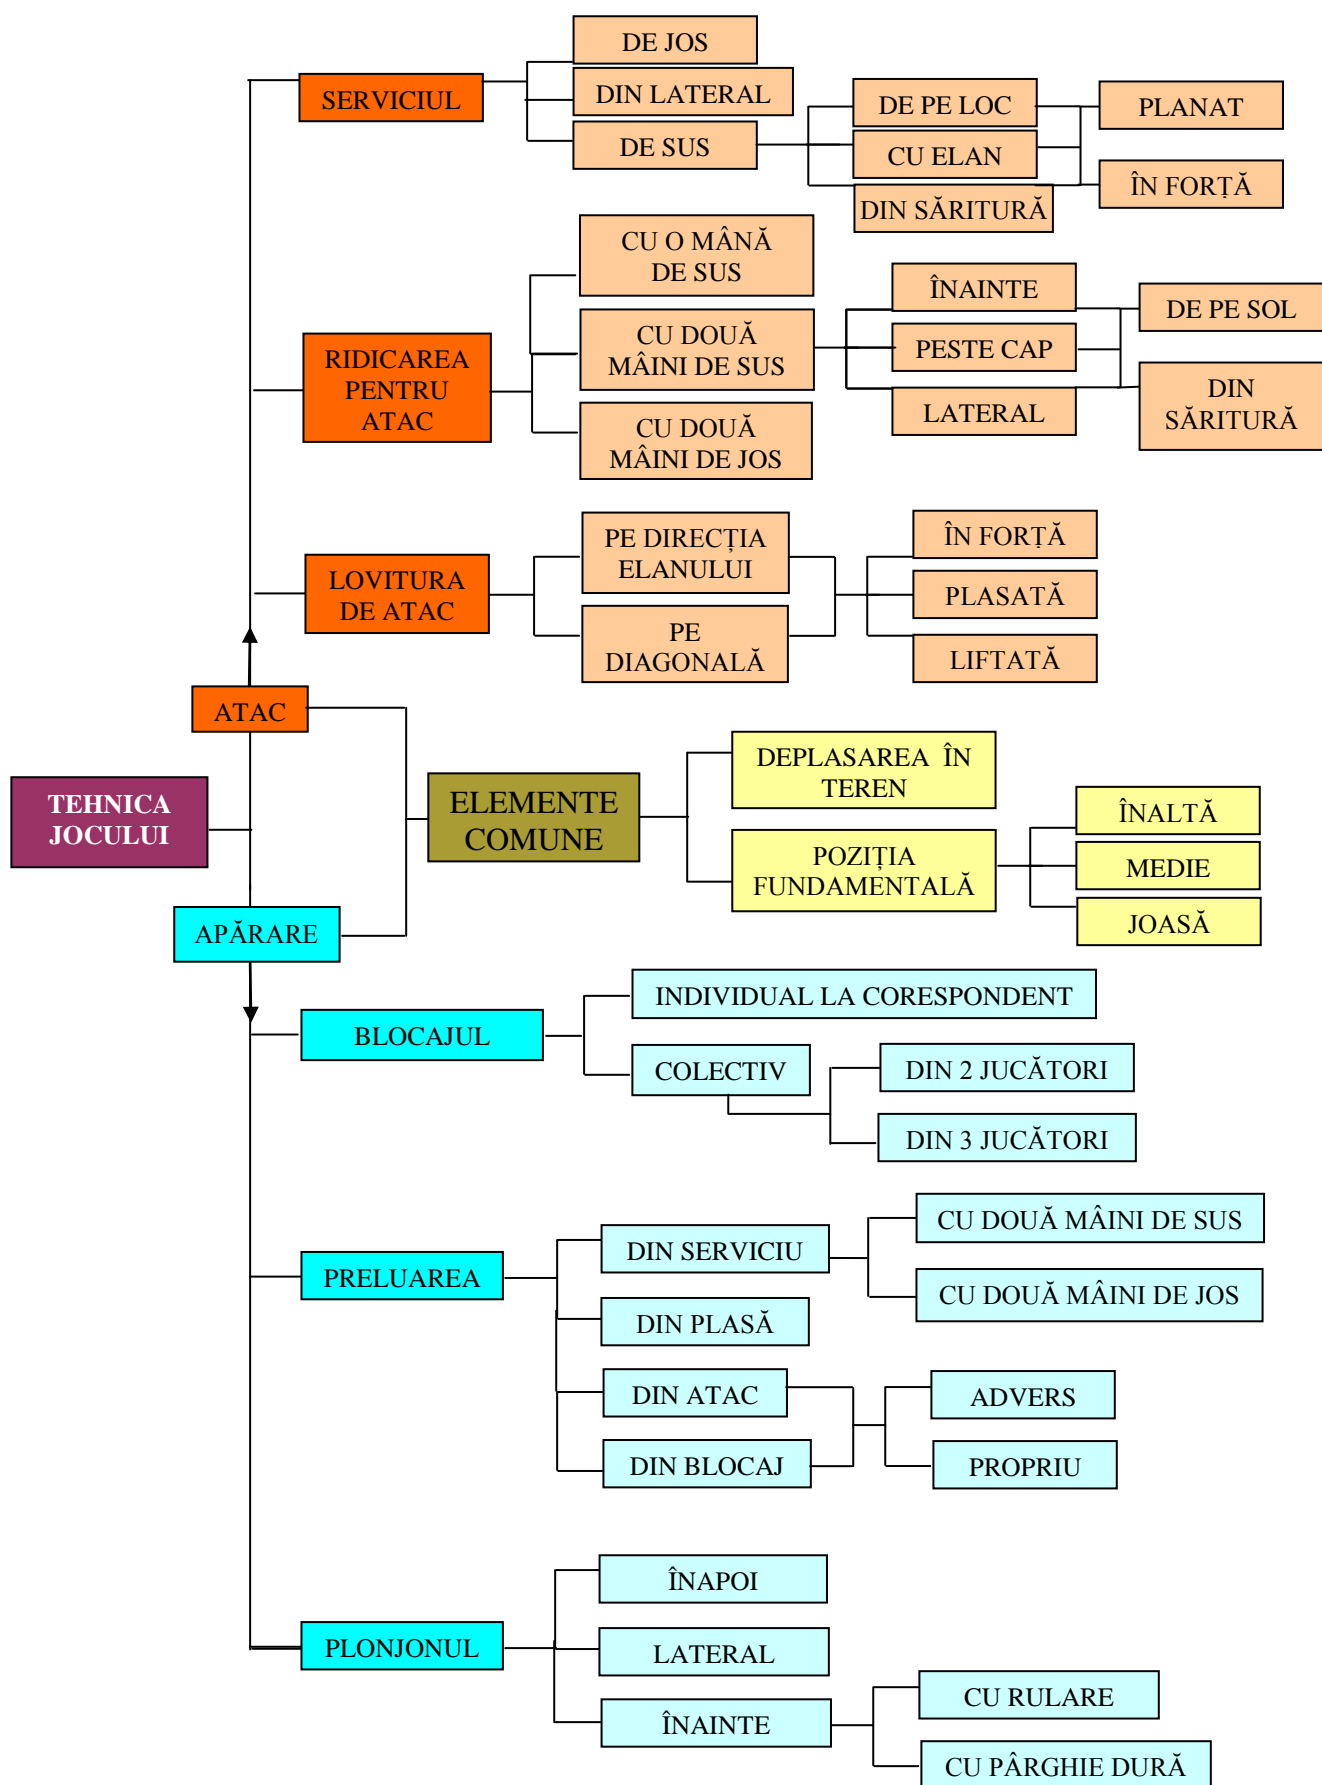 DE JOS
SERVICIUL
DIN LATERAL
DE SUS
DE PE LOC
CU ELAN
DIN SĂRITURĂ
PLANAT
ÎN FORȚĂ
RIDICAREA
PENTRU
ATAC
CU O MÂNĂ
DE SUS
CU DOUĂ
MÂINI DE SUS
CU DOUĂ
MÂINI DE JOS
ÎNAINTE
PESTE CAP
LATERAL
DE PE SOL
DIN
SĂRITURĂ
LOVITURA
DE ATAC
PE DIRECȚIA
ELANULUI
PE
DIAGONALĂ
ÎN FORȚĂ
PLASATĂ
LIFTATĂ
ATAC
TEHNICA
JOCULUI
ELEMENTE
COMUNE
DEPLASAREA ÎN
TEREN
POZIȚIA
FUNDAMENTALĂ
ÎNALTĂ
MEDIE
JOASĂ
APĂRARE
BLOCAJUL
INDIVIDUAL LA CORESPONDENT
COLECTIV
DIN 2 JUCĂTORI
DIN 3 JUCĂTORI
PRELUAREA
DIN SERVICIU
CU DOUĂ MÂINI DE SUS
CU DOUĂ MÂINI DE JOS
DIN PLASĂ
DIN ATAC
DIN BLOCAJ
ADVERS
PROPRIU
PLONJONUL
ÎNAPOI
LATERAL
ÎNAINTE
CU RULARE
CU PÂRGHIE DURĂ